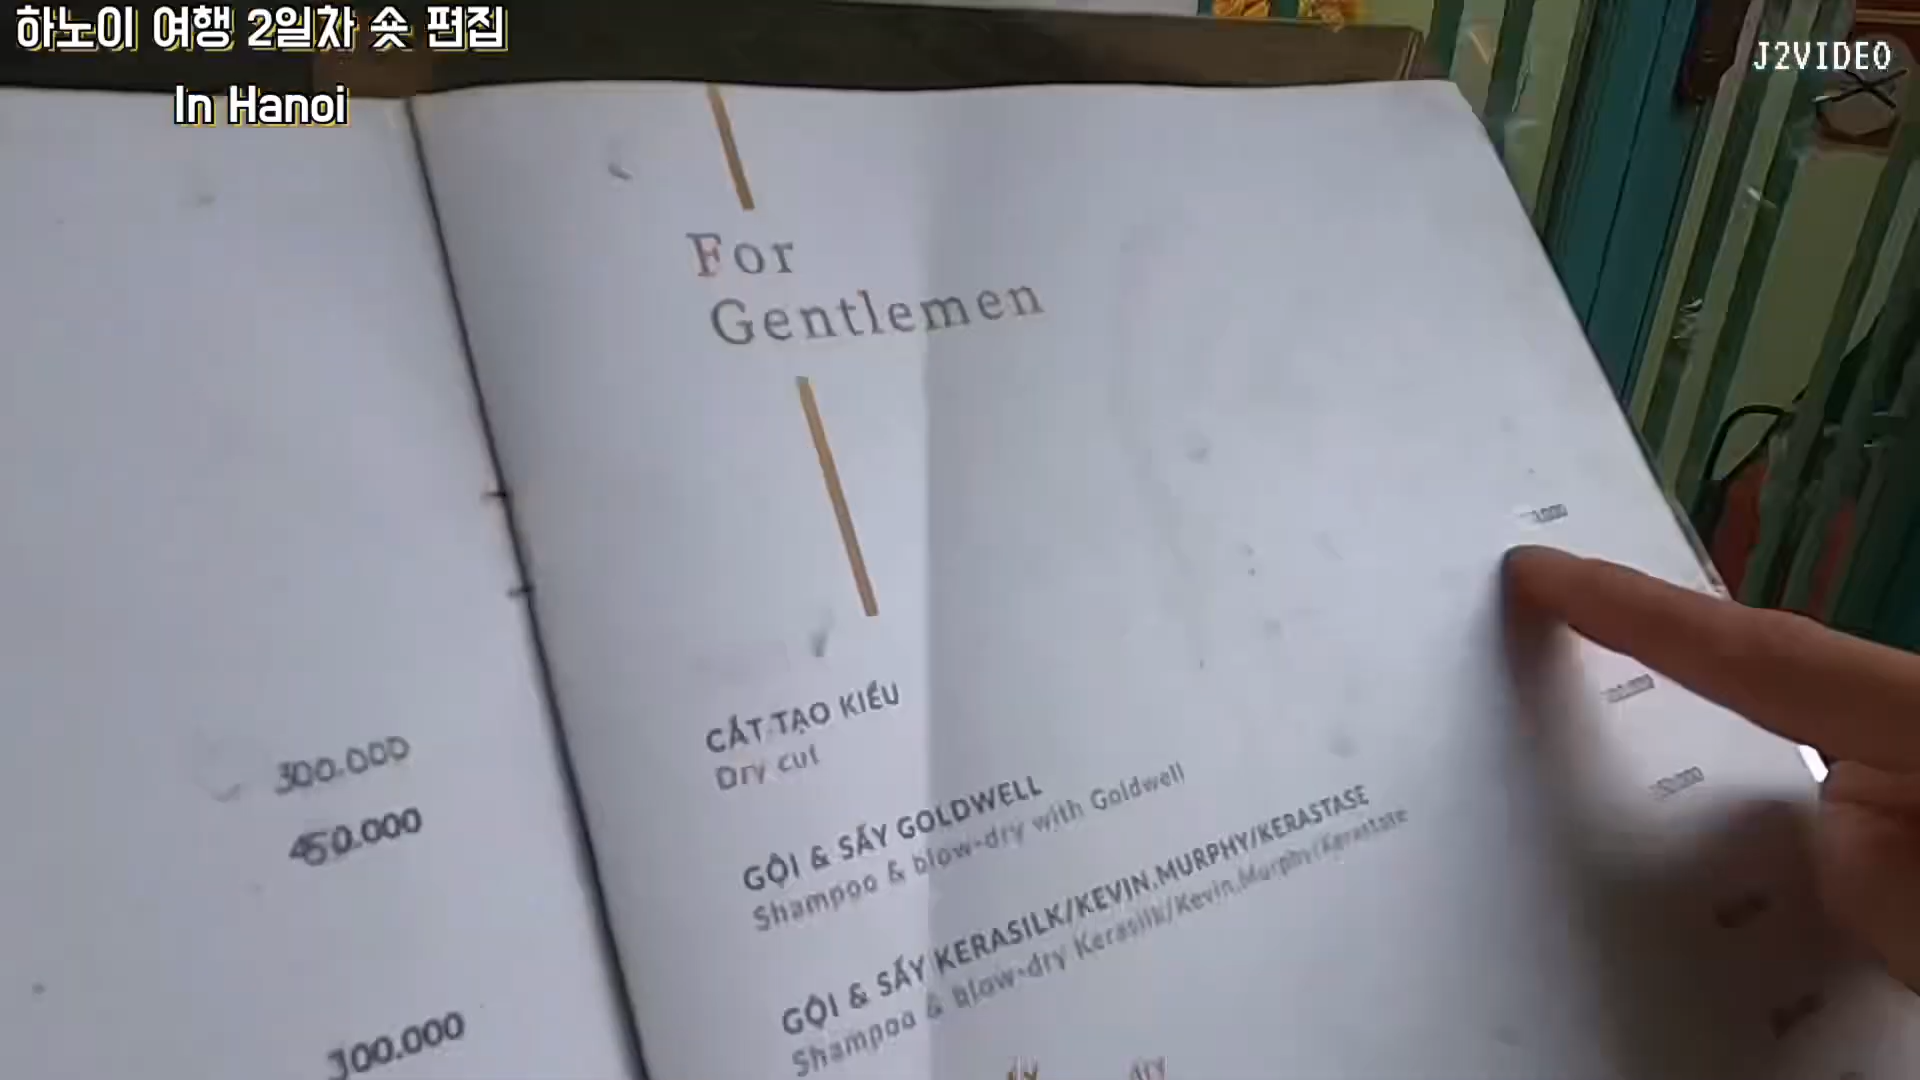 하노이 여행 2일차 숏 편집
In Hanoi
J2VIDEO
300.000
450.000
300.000
For
Gentlemen
CẮT TẠO KIỂU
Dry cut
GỘI & SẤY GOLDWELL
Shampoo & blow-dry with Goldwell
GỘI & SẤY KERASILK/KEVIN.MURPHY/KERASTASE
Shampoo & blow-dry Kerasilk/Kevin.Murphy/Kerastase